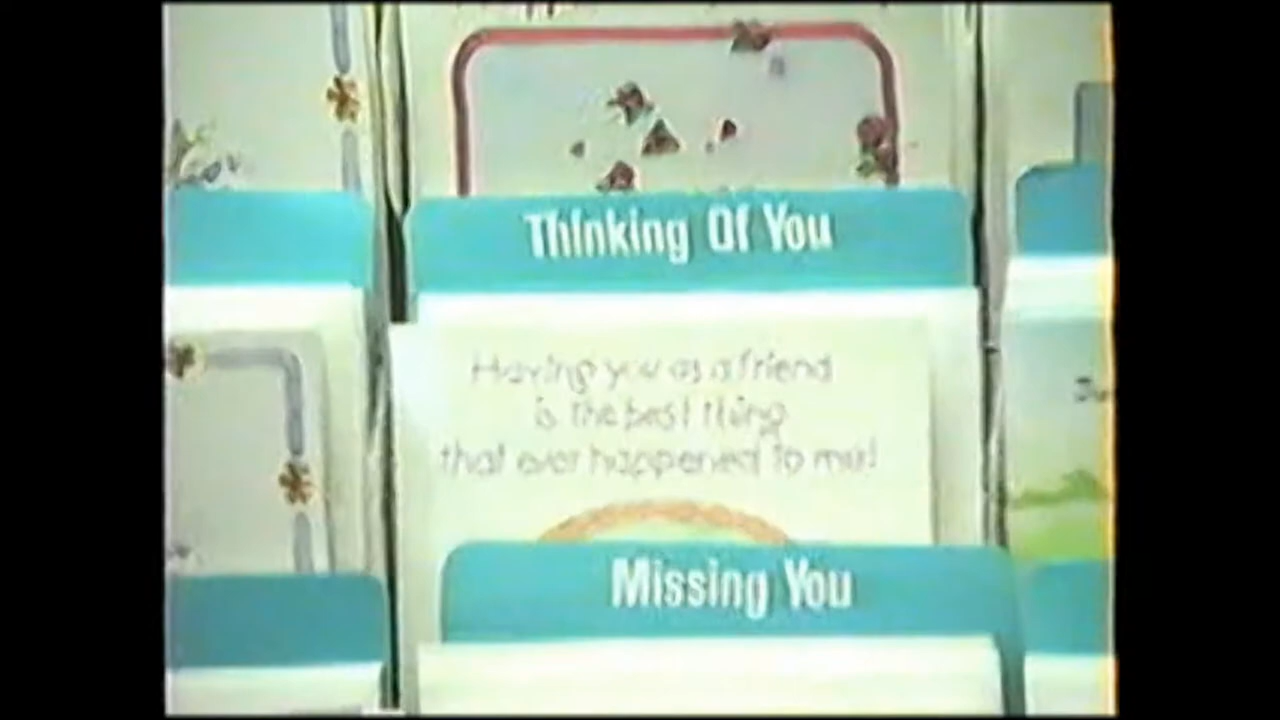 Thinking Of You
Having you as a friend
is the best thing
that ever happened to me!
Missing You